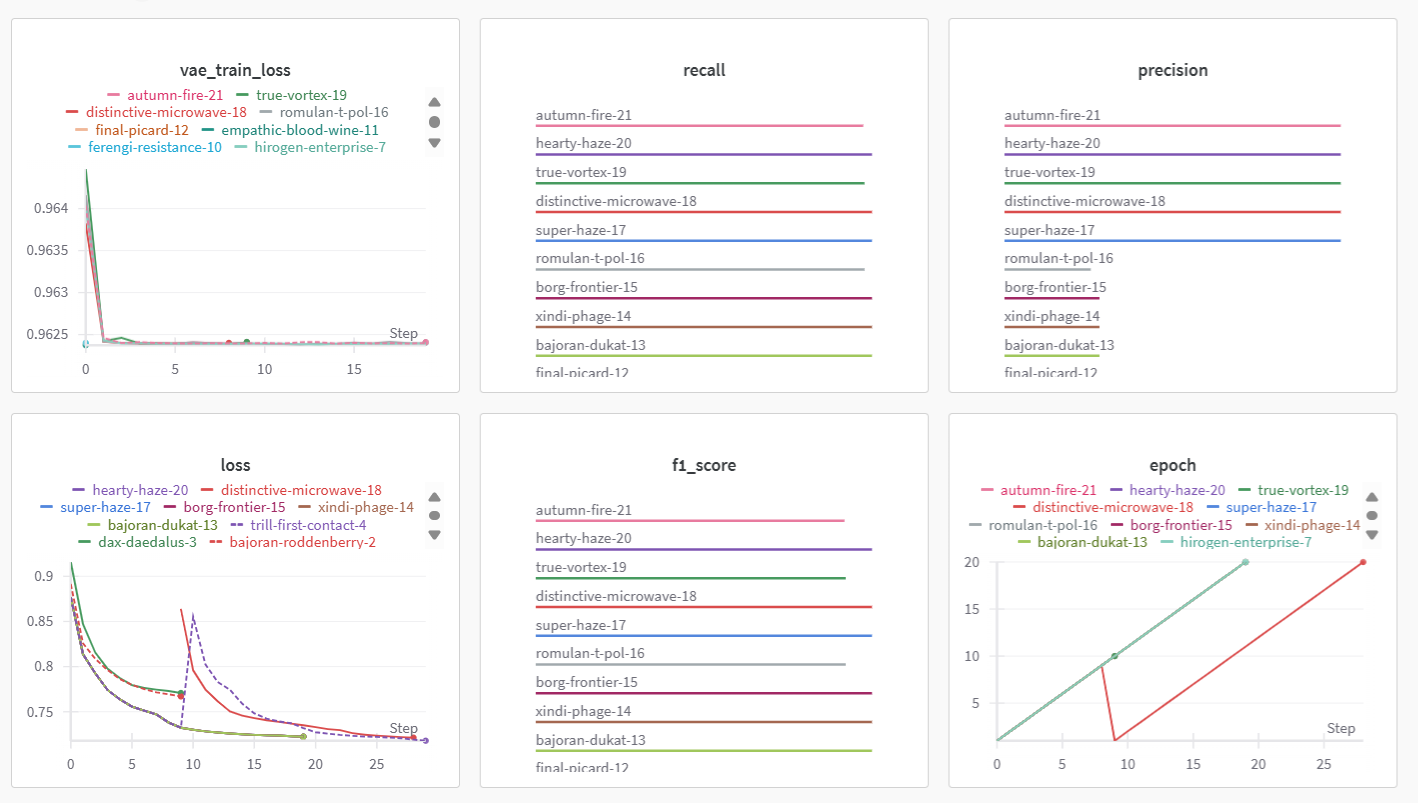 vae_train_loss
autumn-fire-21 true-vortex-19
distinctive-microwave-18 romulan-t-pol-16
final-picard-12 empathic-blood-wine-11
ferengi-resistance-10 hirogen-enterprise-7
0.964
0.9635
0.963
0.9625
Step
0 5 10 15
recall
autumn-fire-21
hearty-haze-20
true-vortex-19
distinctive-microwave-18
super-haze-17
romulan-t-pol-16
borg-frontier-15
xindi-phage-14
bajoran-dukat-13
final-picard-12
precision
autumn-fire-21
hearty-haze-20
true-vortex-19
distinctive-microwave-18
super-haze-17
romulan-t-pol-16
borg-frontier-15
xindi-phage-14
bajoran-dukat-13
final-picard-12
loss
hearty-haze-20 distinctive-microwave-18
super-haze-17 borg-frontier-15 xindi-phage-14
bajoran-dukat-13 trill-first-contact-4
dax-daedalus-3 bajoran-roddenberry-2
0.9
0.85
0.8
0.75
Step
0 5 10 15 20 25
f1_score
autumn-fire-21
hearty-haze-20
true-vortex-19
distinctive-microwave-18
super-haze-17
romulan-t-pol-16
borg-frontier-15
xindi-phage-14
bajoran-dukat-13
final-picard-12
epoch
autumn-fire-21 hearty-haze-20 true-vortex-19
distinctive-microwave-18 super-haze-17
romulan-t-pol-16 borg-frontier-15 xindi-phage-14
bajoran-dukat-13 hirogen-enterprise-7
20
15
10
5
Step
0 5 10 15 20 25